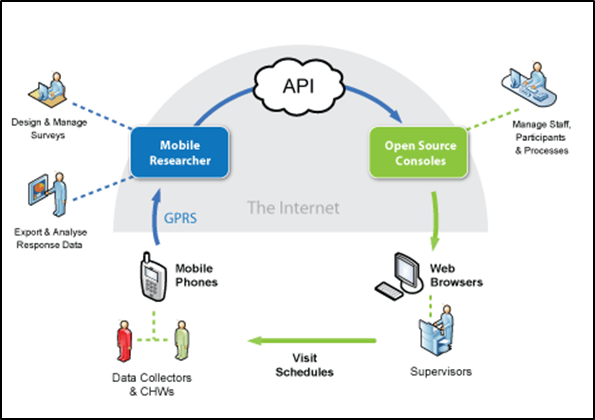 API
Design & Manage
Surveys
Mobile
Researcher
Open Source
Consoles
Manage Staff,
Participants
& Processes
Export & Analyse
Response Data
GPRS
The Internet
Mobile
Phones
Web
Browsers
Data Collectors
& CHWs
Visit
Schedules
Supervisors